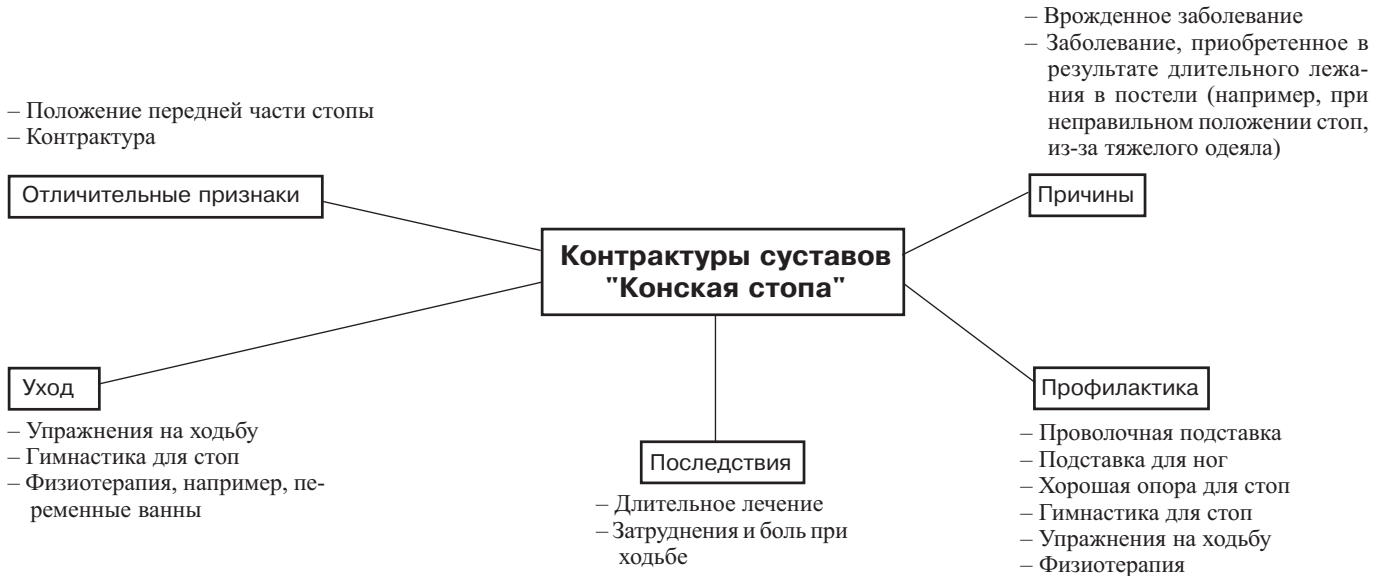 – Врожденное заболевание
– Заболевание, приобретенное в
результате длительного лежа-
ния в постели (например, при
неправильном положении стоп,
из-за тяжелого одеяла)
– Положение передней части стопы
– Контрактура
Отличительные признаки
Причины
Контрактуры суставов
"Конская стопа"
Уход
– Упражнения на ходьбу
– Гимнастика для стоп
– Физиотерапия, например, пе-
ременные ванны
Последствия
– Длительное лечение
– Затруднения и боль при
ходьбе
Профилактика
– Проволочная подставка
– Подставка для ног
– Хорошая опора для стоп
– Гимнастика для стоп
– Упражнения на ходьбу
– Физиотерапия